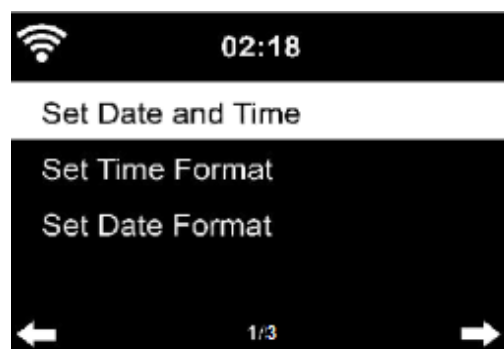 02:18
Set Date and Time
Set Time Format
Set Date Format
1/3